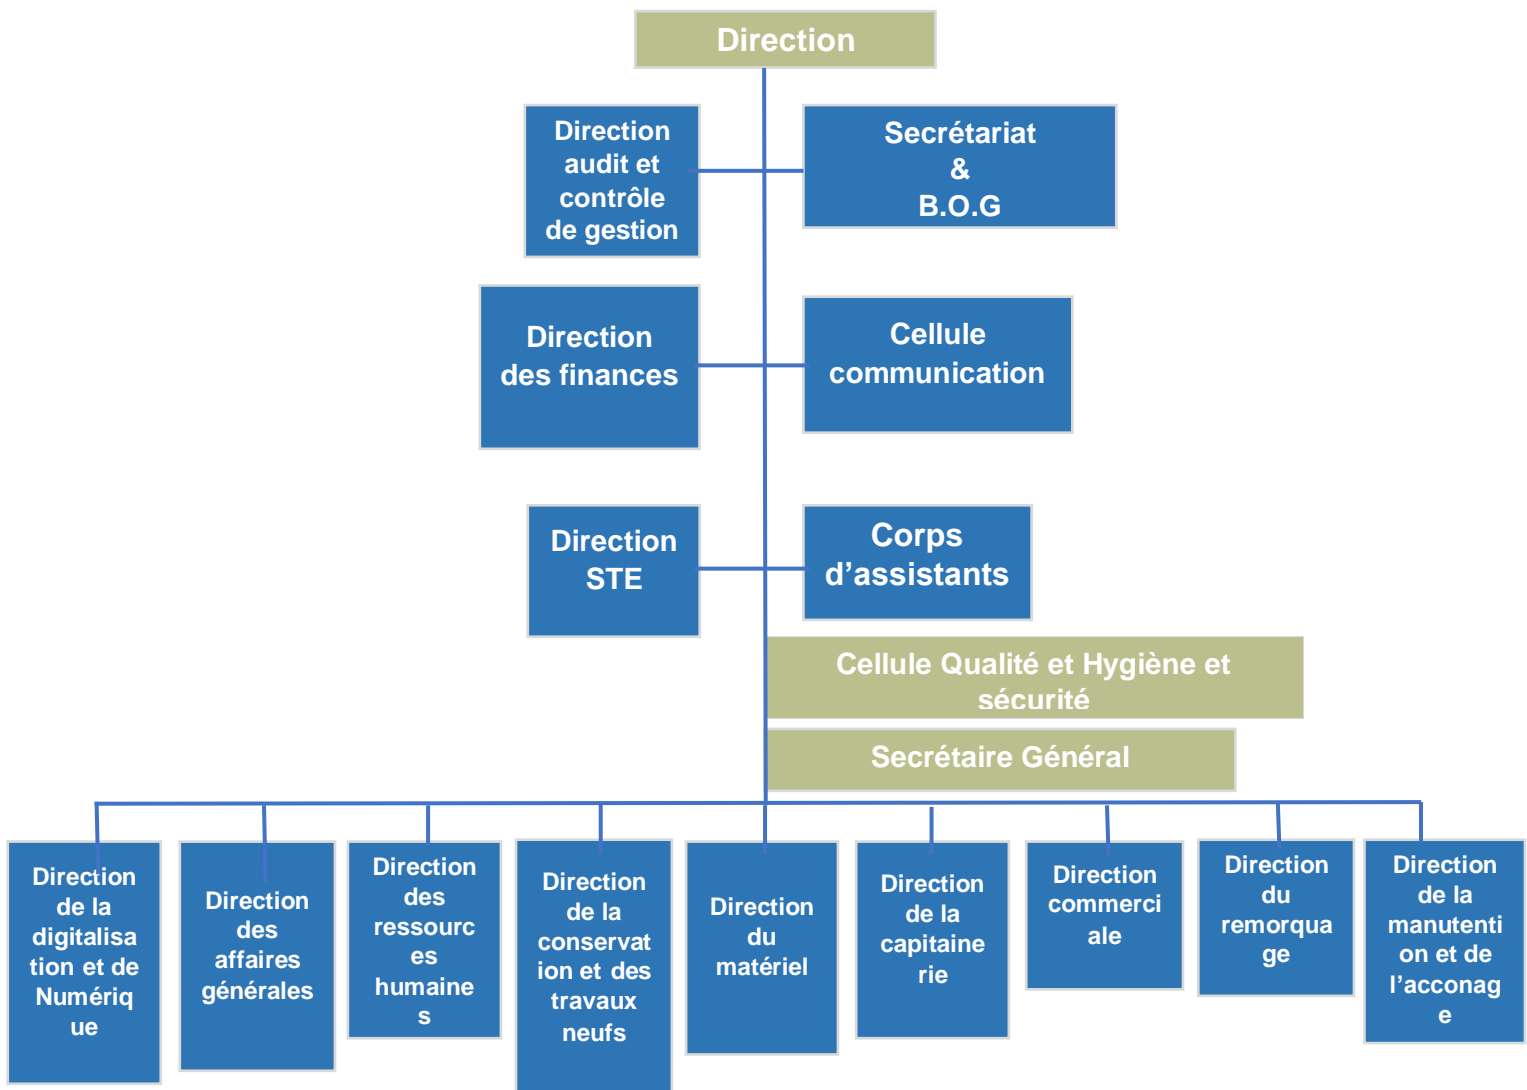 Direction
Direction
audit et
contrôle
de gestion
Secrétariat
&
B.O.G
Direction
des finances
Cellule
communication
Direction
STE
Corps
d’assistants
Cellule Qualité et Hygiène et
sécurité
Secrétaire Général
Direction
de la
digitalisa
tion et de
Numériq
ue
Direction
des
affaires
générales
Direction
des
ressourc
es
humaine
s
Direction
de la
conservat
ion et des
travaux
neufs
Direction
du
matériel
Direction
de la
capitaine
rie
Direction
commerci
ale
Direction
du
remorqua
ge
Direction
de la
manutenti
on et de
l’acconag
e